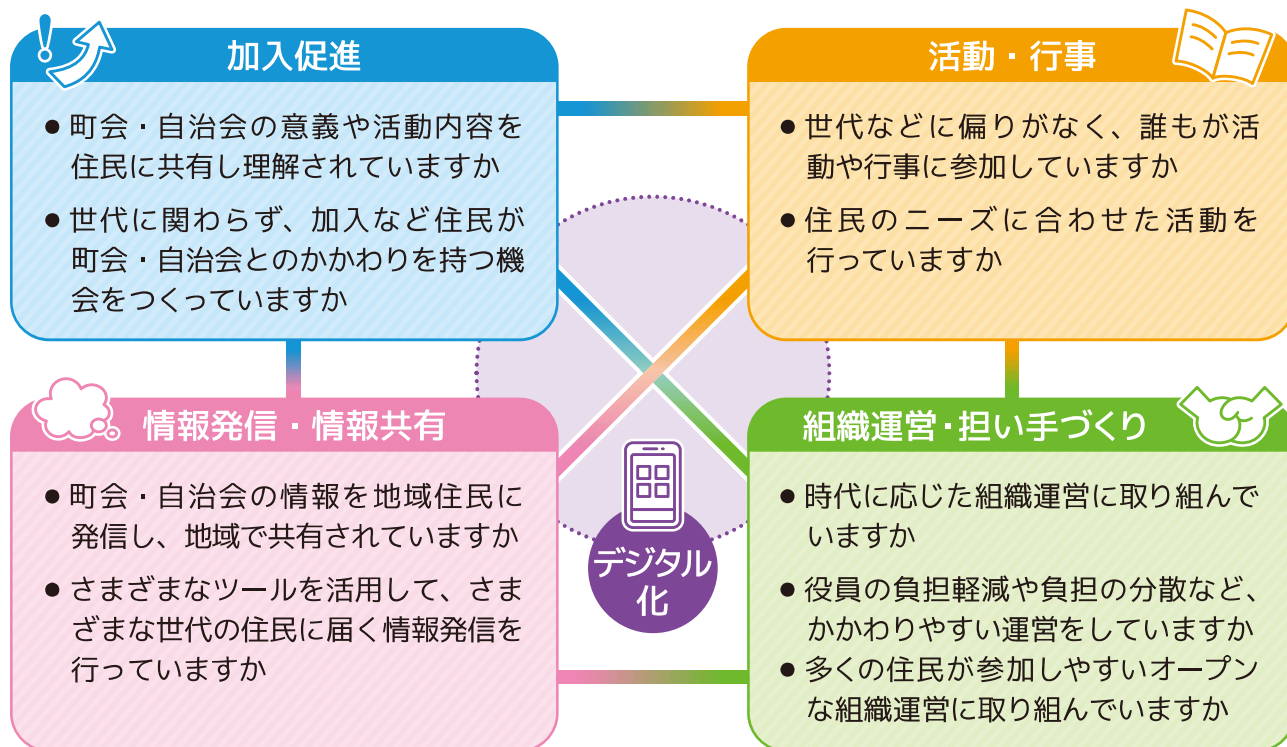 加入促進
● 町会・自治会の意義や活動内容を
住民に共有し理解されていますか
● 世代に関わらず、加入など住民が
町会・自治会とのかかわりを持つ機
会をつくっていますか
活動・行事
● 世代などに偏りがなく、誰もが活
動や行事に参加していますか
● 住民のニーズに合わせた活動を
行っていますか
情報発信・情報共有
● 町会・自治会の情報を地域住民に
発信し、地域で共有されていますか
● さまざまなツールを活用して、さま
ざまな世代の住民に届く情報発信を
行っていますか
デジタル
化
組織運営・担い手づくり
● 時代に応じた組織運営に取り組んで
いますか
● 役員の負担軽減や負担の分散など、
かかわりやすい運営をしていますか
● 多くの住民が参加しやすいオープン
な組織運営に取り組んでいますか